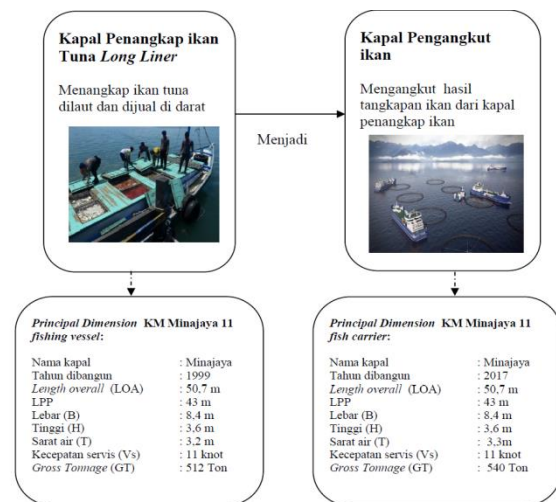 Kapal Penangkap ikan
Tuna Long Liner
Menangkap ikan tuna
dilaut dan dijual di darat
Menjadi
Kapal Pengangkut
ikan
Mengangkut hasil
tangkapan ikan dari kapal
penangkap ikan
Principal Dimension KM Minajaya 11
fishing vessel:
Nama kapal : Minajaya
Tahun dibangun : 1999
Length overall (LOA) : 50,7 m
LPP : 43 m
Lebar (B) : 8,4 m
Tinggi (H) : 3,6 m
Sarat air (T) : 3,2 m
Kecepatan servis (Vs) : 11 knot
Gross Tonnage (GT) : 512 Ton
Principal Dimension KM Minajaya 11
fish carrier:
Nama kapal : Minajaya
Tahun dibangun : 2017
Length overall (LOA) : 50,7 m
LPP : 43 m
Lebar (B) : 8,4 m
Tinggi (H) : 3,6 m
Sarat air (T) : 3,3m
Kecepatan servis (Vs) : 11 knot
Gross Tonnage (GT) : 540 Ton